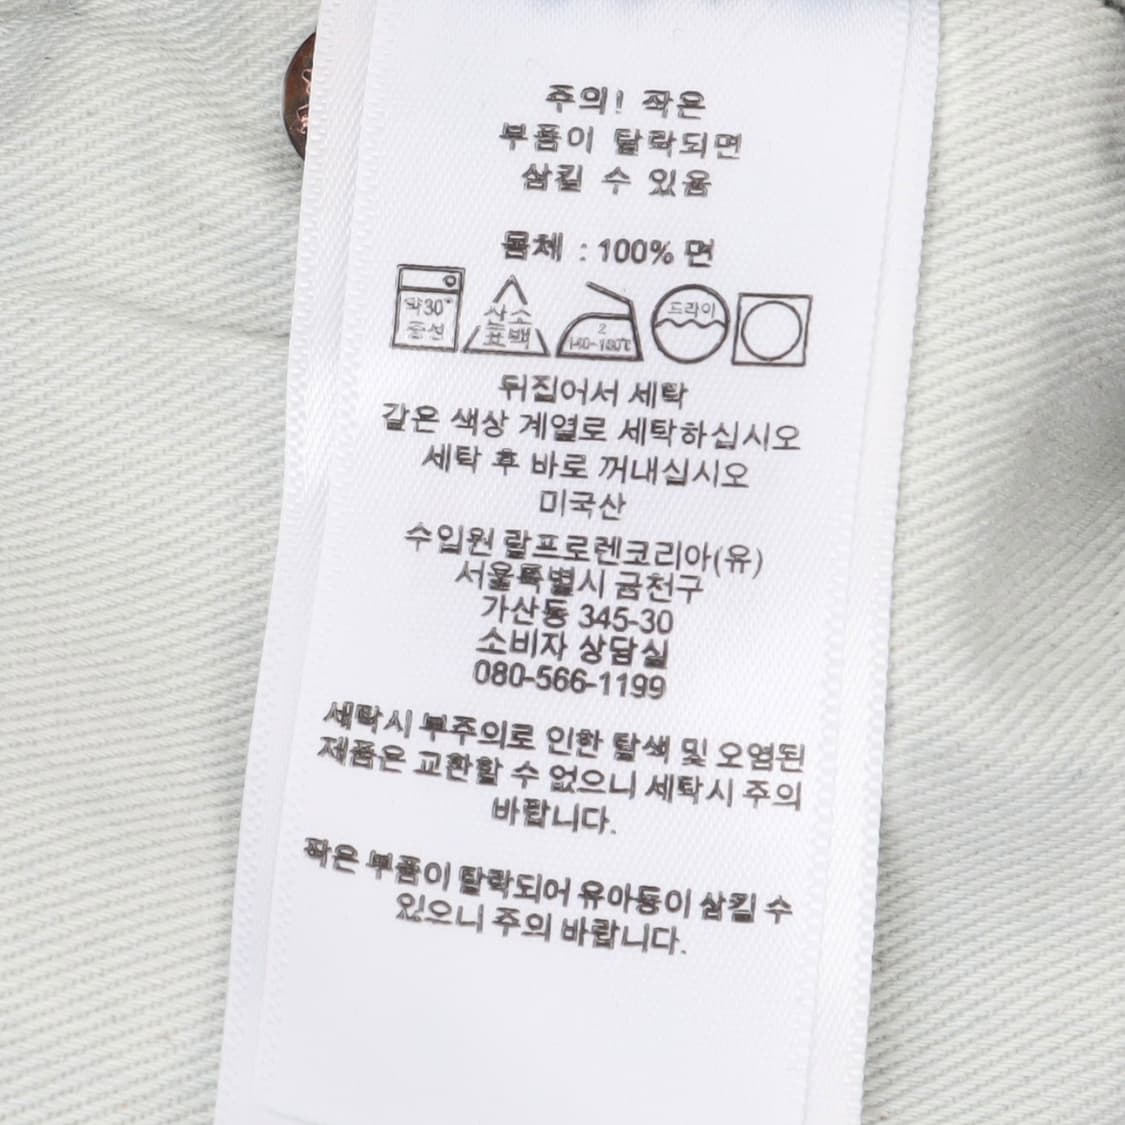 주의! 작은
부품이 탈락되면
삼킬 수 있음
몸체 : 100% 면
약30°
중성
산소
표백
2
140~160℃
드라이
뒤집어서 세탁
같은 색상 계열로 세탁하십시오
세탁 후 바로 꺼내십시오
미국산
수입원 랄프로렌코리아(유)
서울특별시 금천구
가산동 345-30
소비자 상담실
080-566-1199
세탁시 부주의로 인한 탈색 및 오염된
제품은 교환할 수 없으니 세탁시 주의
바랍니다.
작은 부품이 탈락되어 유아동이 삼킬 수
있으니 주의 바랍니다.